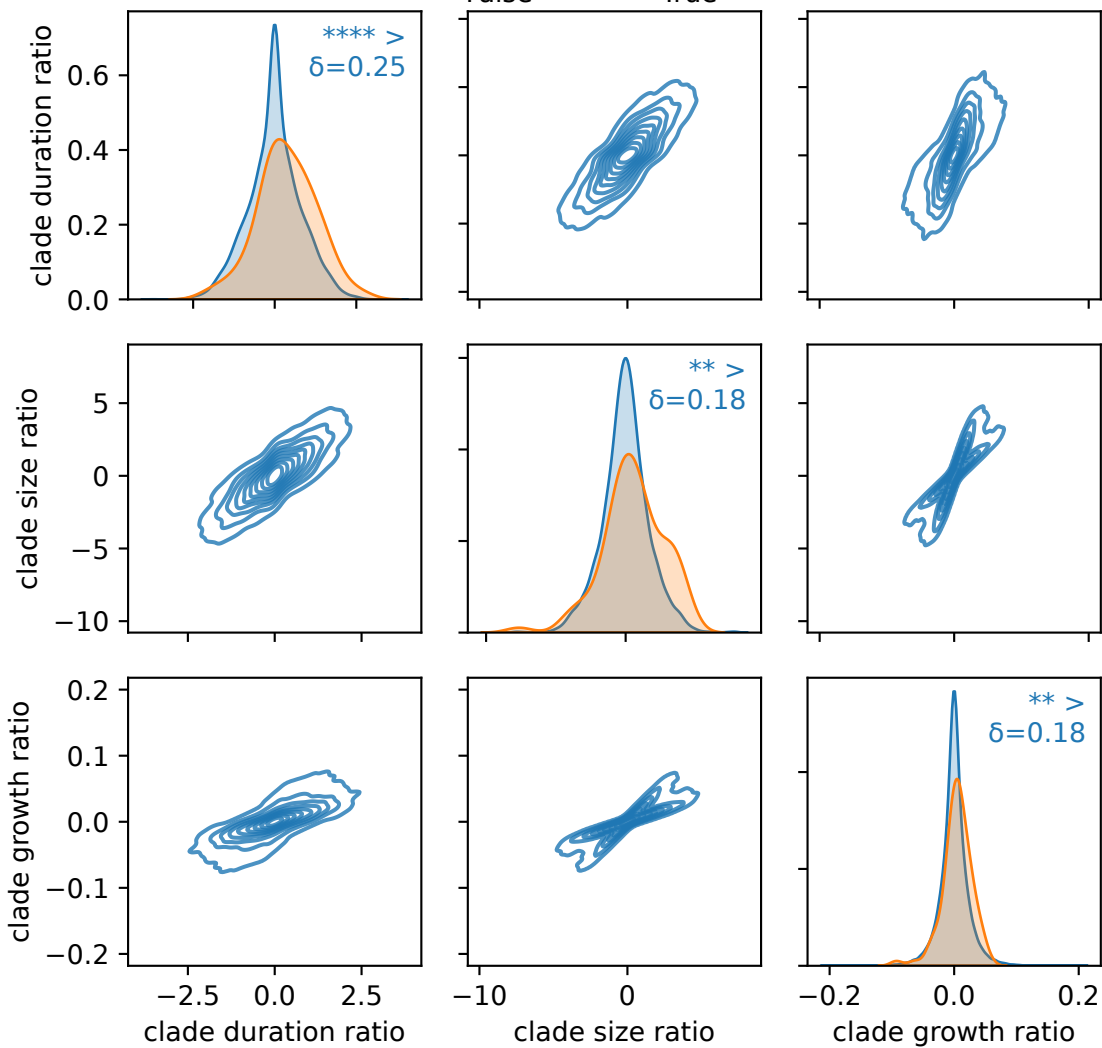 clade duration ratio
0.6
0.4
0.2
0.0
**** >
δ=0.25
clade size ratio
5
0
−5
−10
** >
δ=0.18
clade growth ratio
0.2
0.1
0.0
−0.1
−0.2
** >
δ=0.18
−2.5 0.0 2.5
−10 0
−0.2 0.0 0.2
clade duration ratio
clade size ratio
clade growth ratio